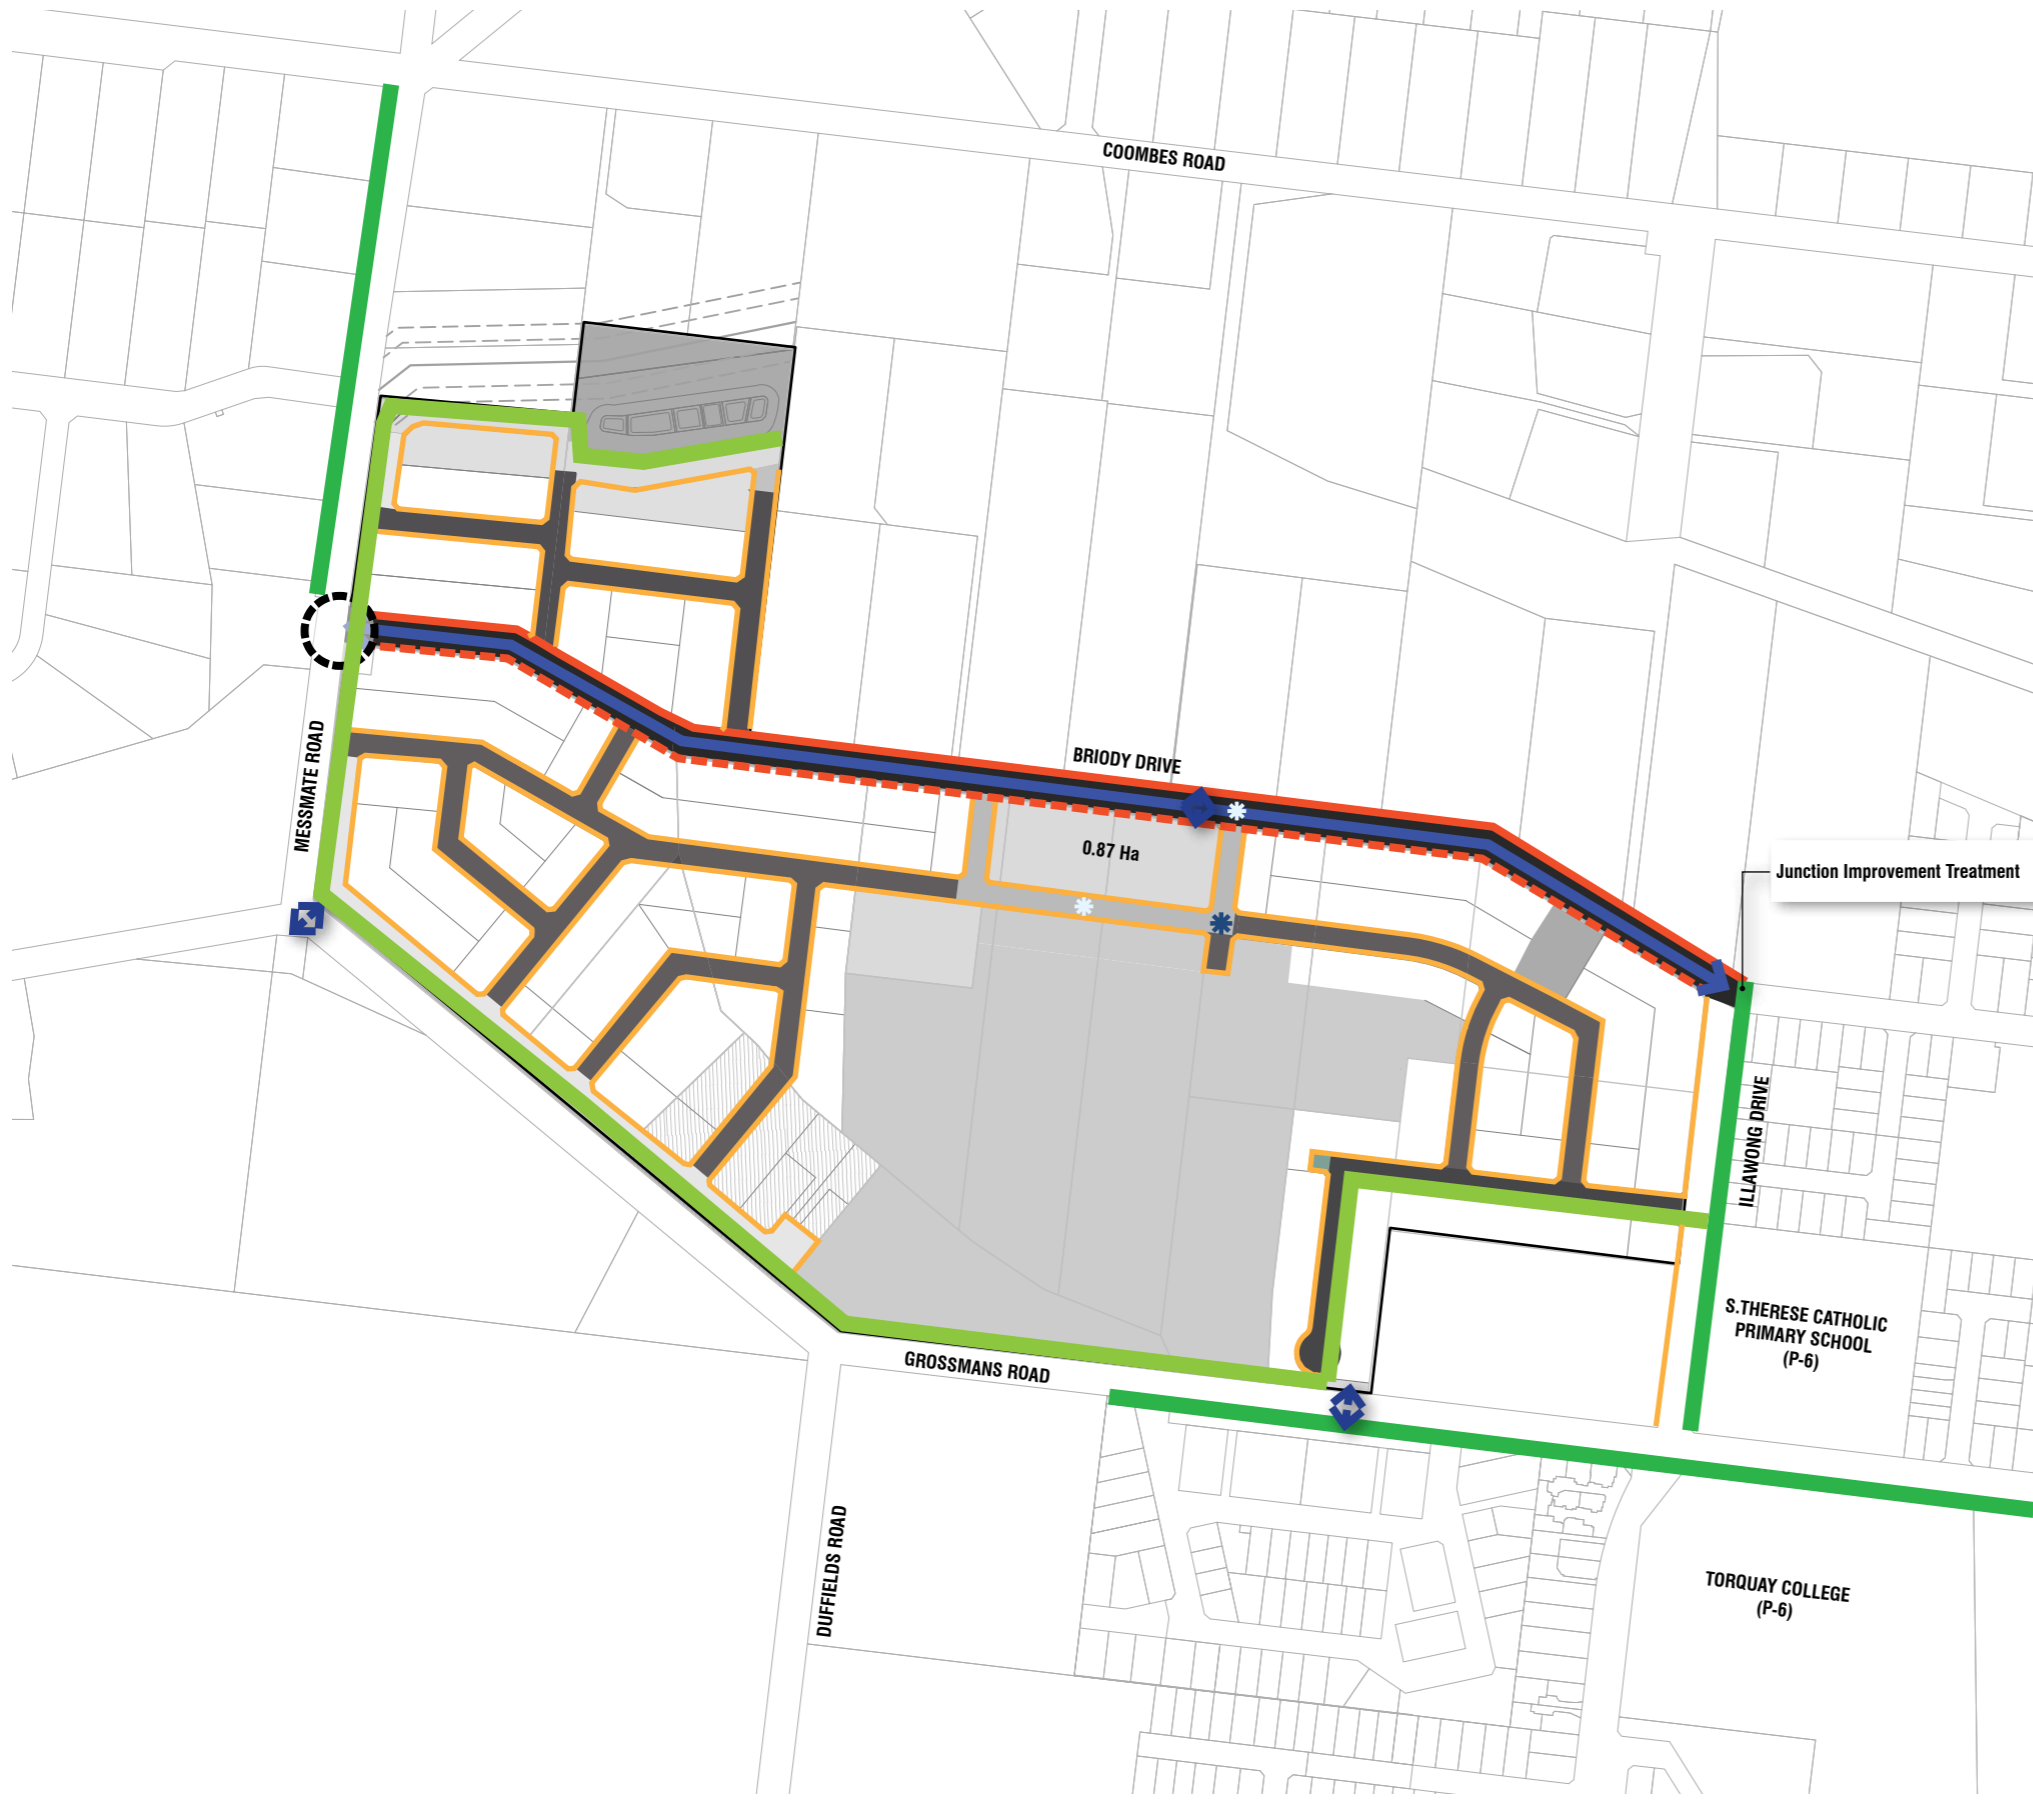 COOMBES ROAD
MESSMATE ROAD
BRIODY DRIVE
0.87 Ha
Junction Improvement Treatment
ILLAWONG DRIVE
S.THERESE CATHOLIC
PRIMARY SCHOOL
(P-6)
GROSSMANS ROAD
DUFFIELDS ROAD
TORQUAY COLLEGE
(P-6)